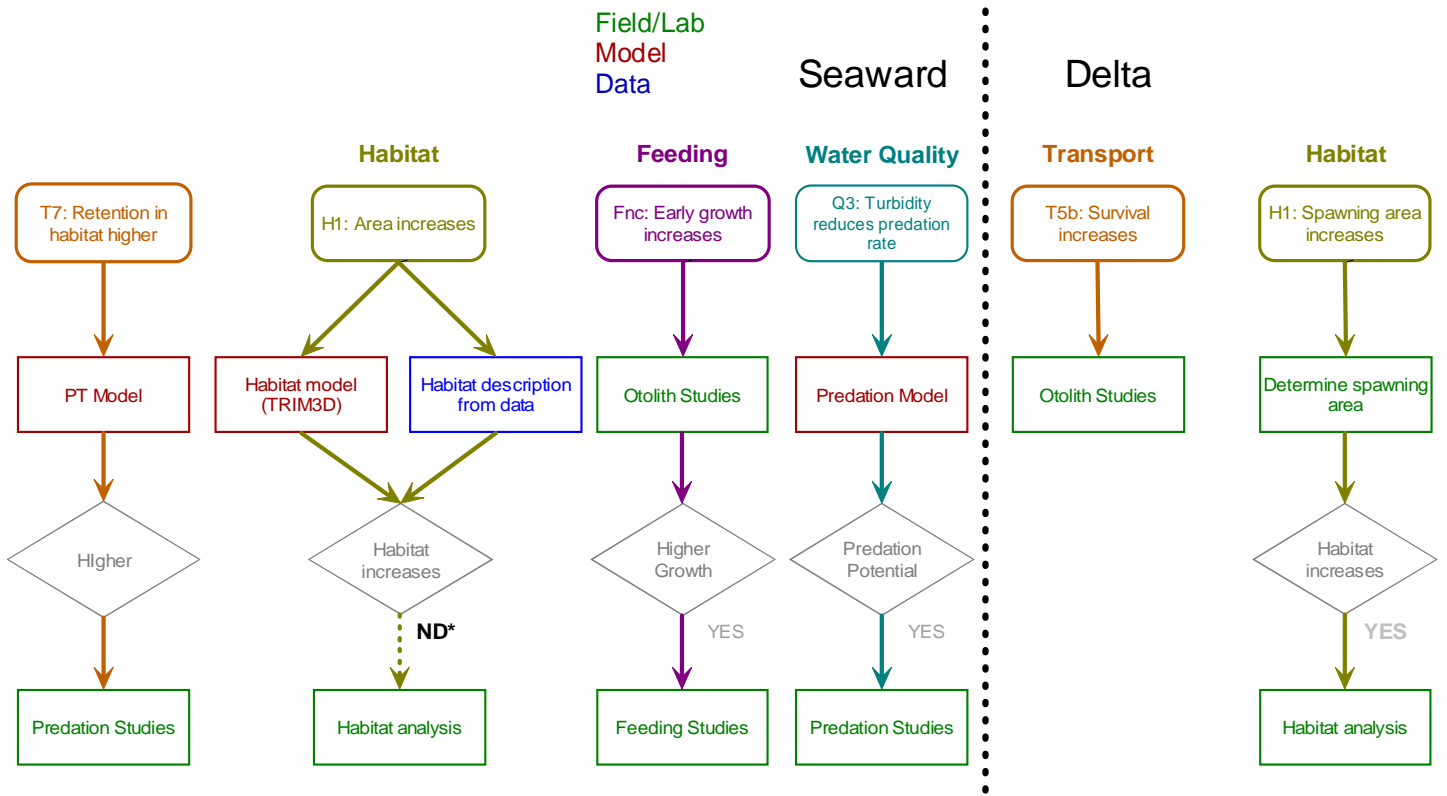 Field/Lab
Model
Data
Seaward
Delta
Habitat
Feeding
Water Quality
Transport
Habitat
T7: Retention in
habitat higher
H1: Area increases
Fnc: Early growth
increases
Q3: Turbidity
reduces predation
rate
T5b: Survival
increases
H1: Spawning area
increases
PT Model
Habitat model
(TRIM3D)
Habitat description
from data
Otolith Studies
Predation Model
Otolith Studies
Determine spawning
area
HIgher
Habitat
increases
Higher
Growth
Predation
Potential
Habitat
increases
ND*
YES
YES
YES
Predation Studies
Habitat analysis
Feeding Studies
Predation Studies
Habitat analysis